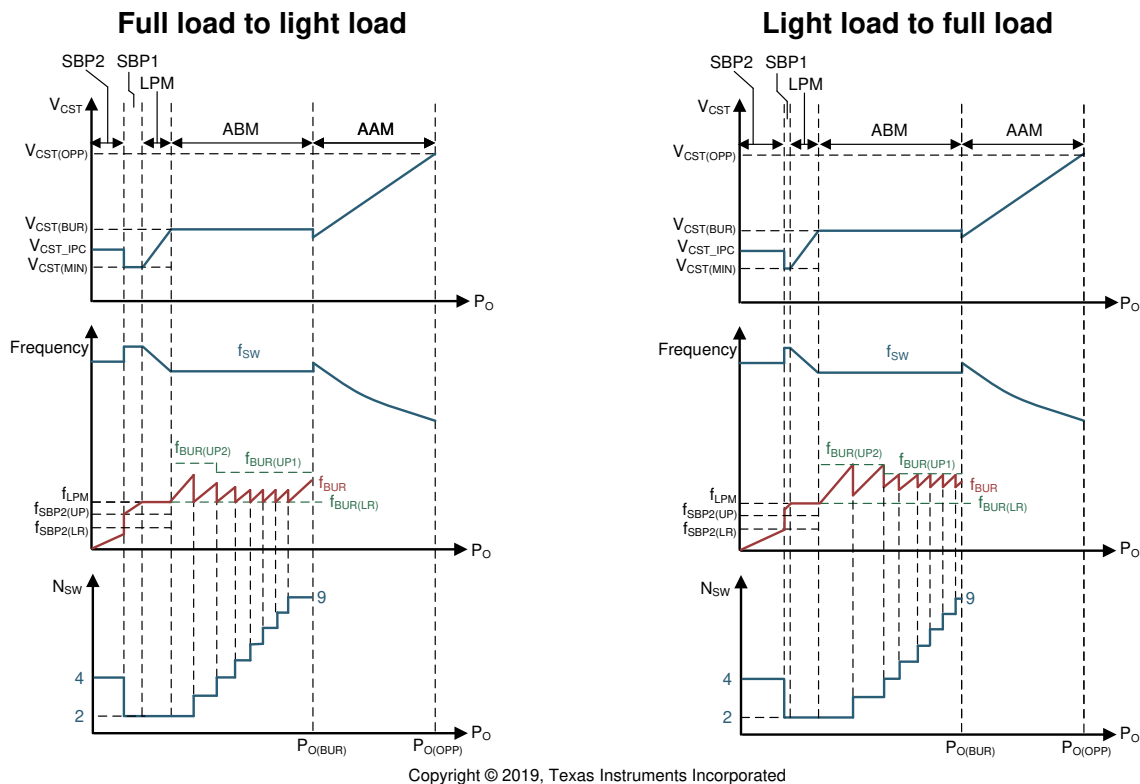 Full load to light load
SBP2
SBP1
LPM
VCST
ABM
AAM
VCST(OPP)
VCST(BUR)
VCST_IPC
VCST(MIN)
PO
Frequency
fSW
fBUR(UP2)
fBUR(UP1)
fBUR
fLPM
fBUR(LR)
fSBP2(UP)
fSBP2(LR)
PO
NSW
9
4
2
PO
PO(BUR)
PO(OPP)
Light load to full load
SBP2
SBP1
LPM
VCST
ABM
AAM
VCST(OPP)
VCST(BUR)
VCST_IPC
VCST(MIN)
PO
Frequency
fSW
fBUR(UP2)
fBUR(UP1)
fBUR
fLPM
fBUR(LR)
fSBP2(UP)
fSBP2(LR)
PO
NSW
9
4
2
PO
PO(BUR)
PO(OPP)
Copyright © 2019, Texas Instruments Incorporated